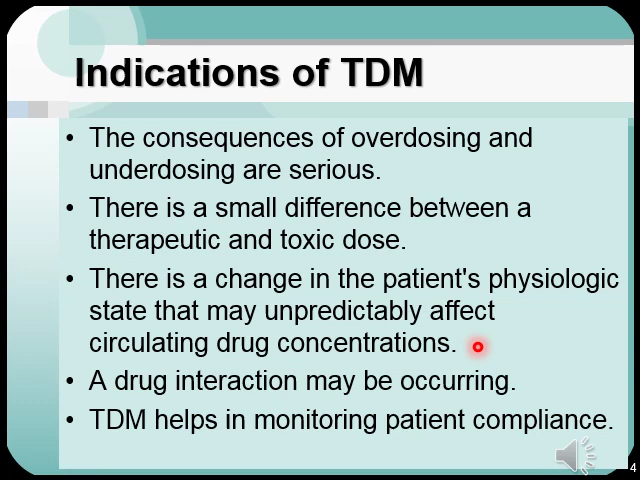 Indications of TDM
• The consequences of overdosing and
underdosing are serious.
• There is a small difference between a
therapeutic and toxic dose.
• There is a change in the patient's physiologic
state that may unpredictably affect
circulating drug concentrations.
• A drug interaction may be occurring.
• TDM helps in monitoring patient compliance.
4